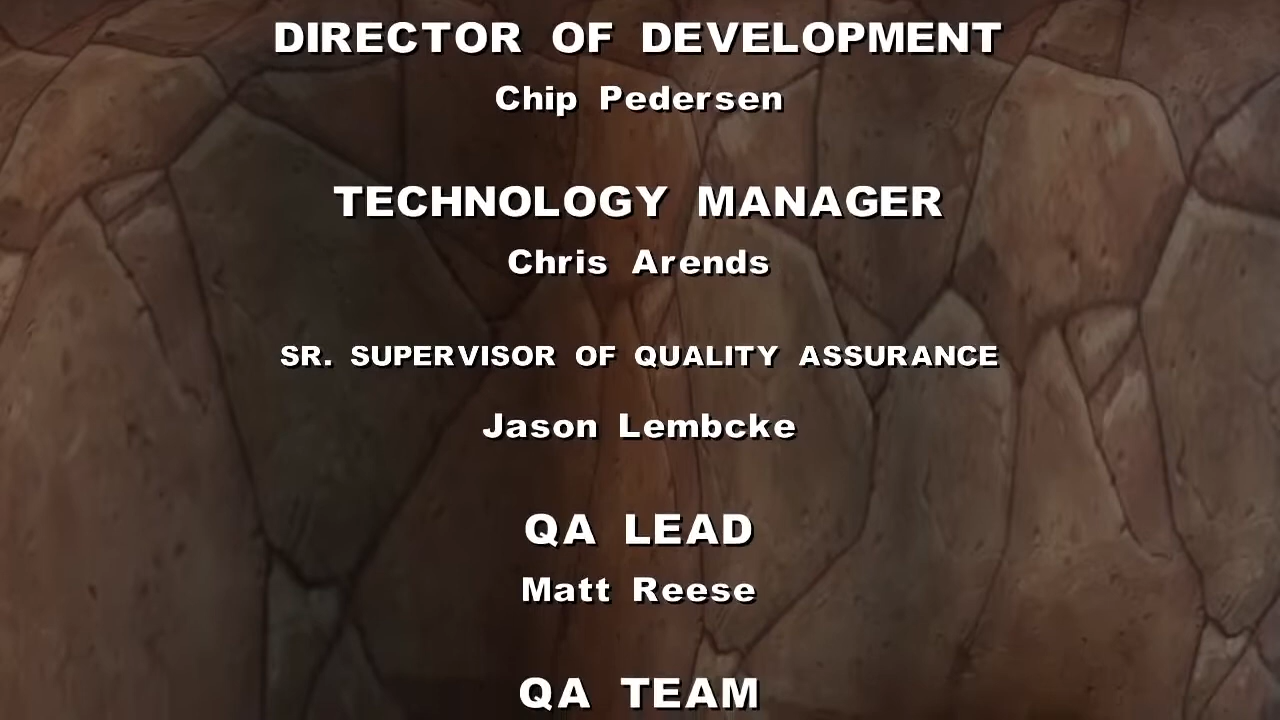 DIRECTOR OF DEVELOPMENT
Chip Pedersen
TECHNOLOGY MANAGER
Chris Arends
SR. SUPERVISOR OF QUALITY ASSURANCE
Jason Lembcke
QA LEAD
Matt Reese
QA TEAM